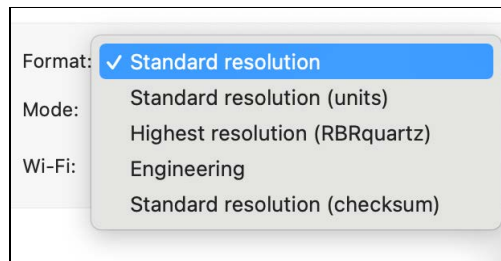 Format: ✓ Standard resolution
Standard resolution (units)
Mode:
Highest resolution (RBRquartz)
Wi-Fi:
Engineering
Standard resolution (checksum)